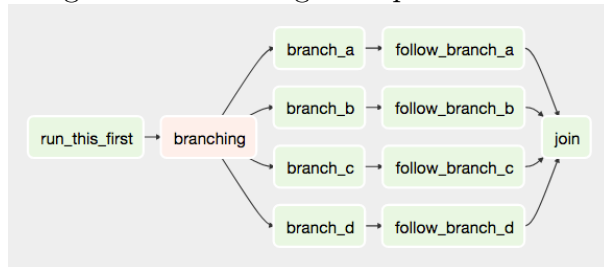 branch_a
follow_branch_a
branch_b
follow_branch_b
run_this_first
branching
join
branch_c
follow_branch_c
branch_d
follow_branch_d